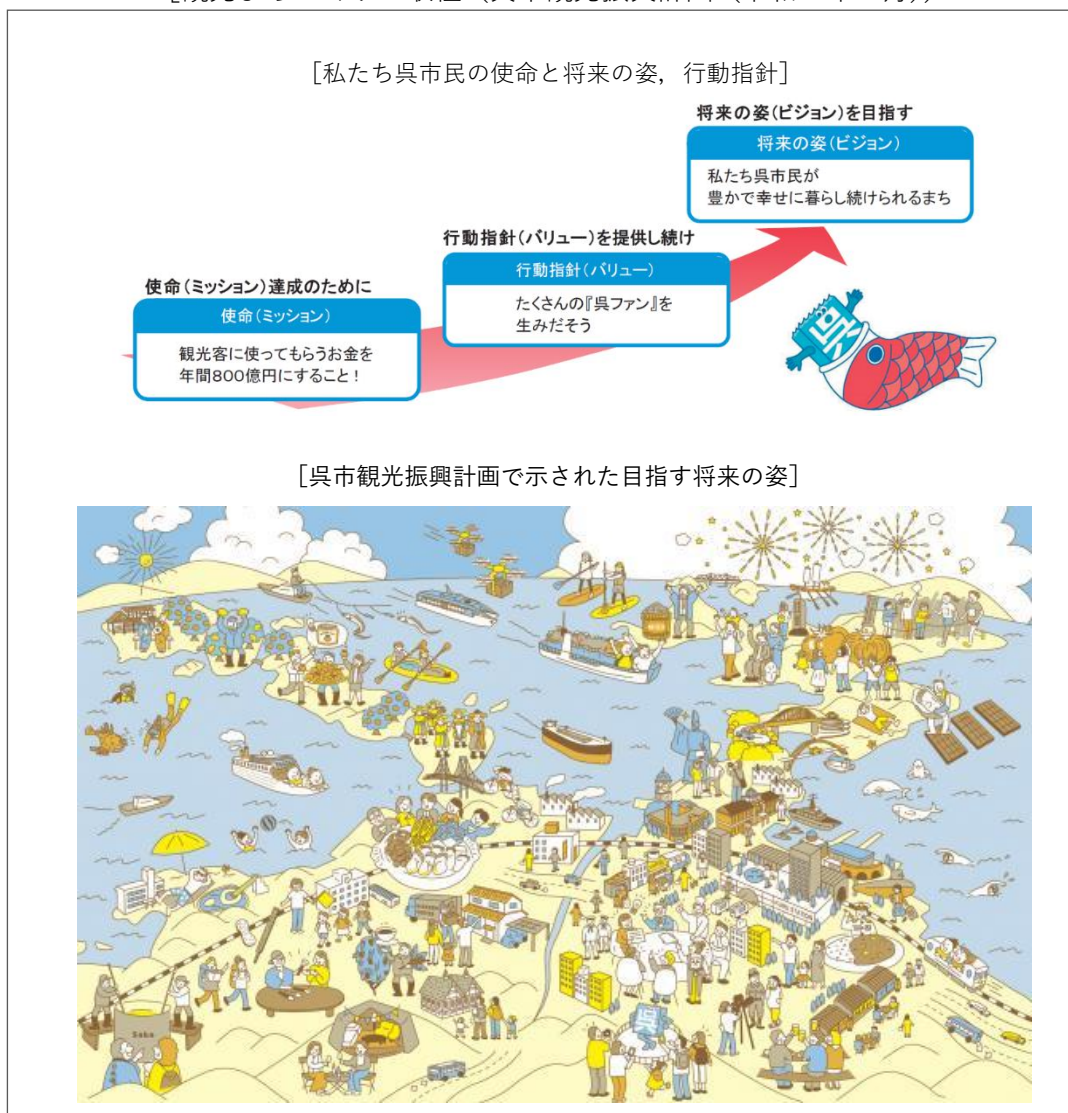 [私たち呉市民の使命と将来の姿，行動指針]
将来の姿(ビジョン)を目指す
将来の姿(ビジョン)
私たち呉市民が
豊かで幸せに暮らし続けられるまち
行動指針(バリュー)を提供し続け
行動指針(バリュー)
たくさんの『呉ファン』を
生みだそう
使命(ミッション)達成のために
使命(ミッション)
観光客に使ってもらうお金を
年間800億円にすること！
呉
[呉市観光振興計画で示された目指す将来の姿]
Sake
呉